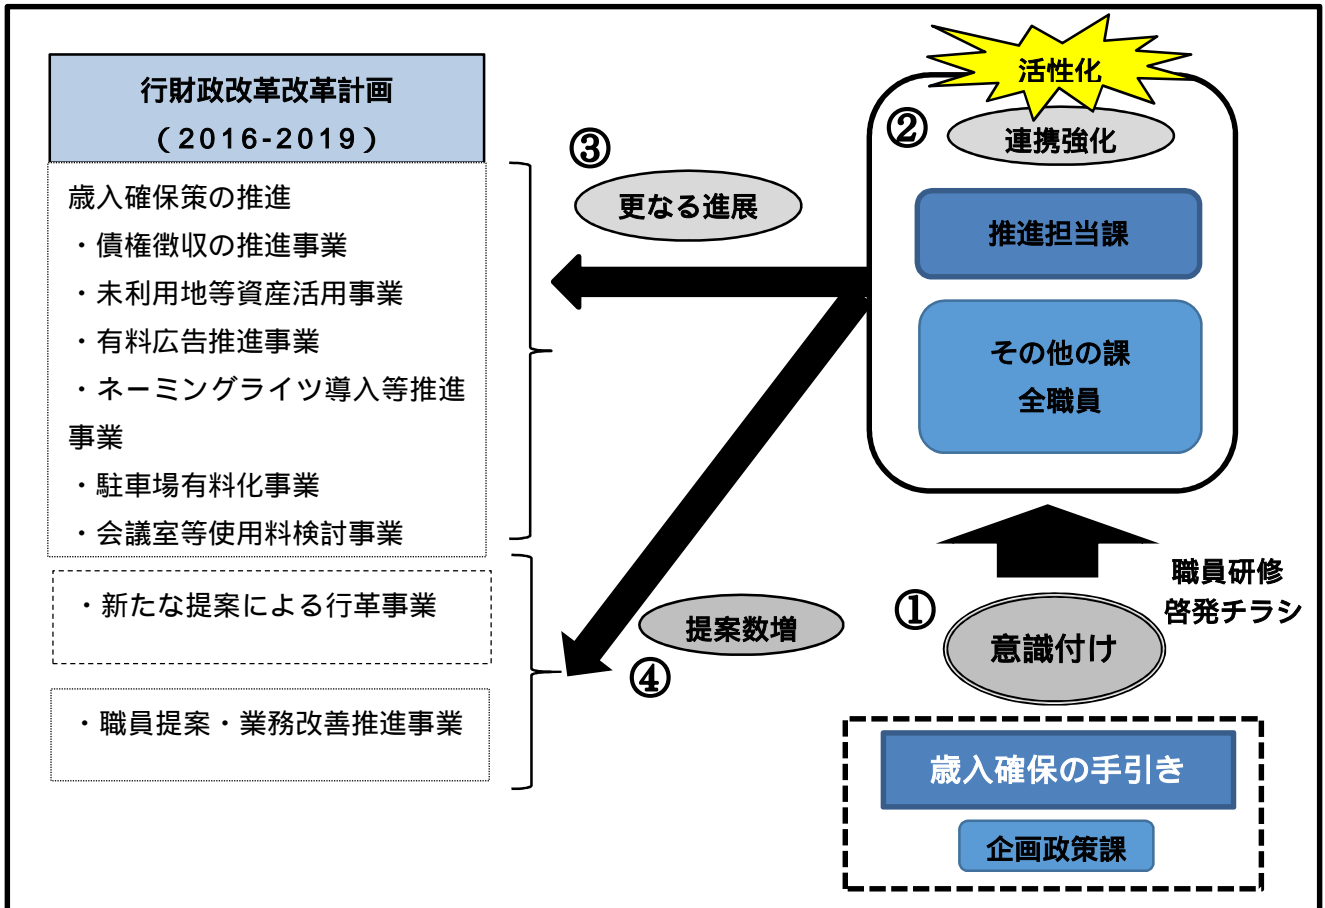 行財政改革改革計画
（2016-2019）
歳入確保策の推進
・債権徴収の推進事業
・未利用地等資産活用事業
・有料広告推進事業
・ネーミングライツ導入等推進
事業
・駐車場有料化事業
・会議室等使用料検討事業
・新たな提案による行革事業
・職員提案・業務改善推進事業
③
更なる進展
提案数増
④
活性化
②
連携強化
推進担当課
その他の課
全職員
職員研修
啓発チラシ
①
意識付け
歳入確保の手引き
企画政策課